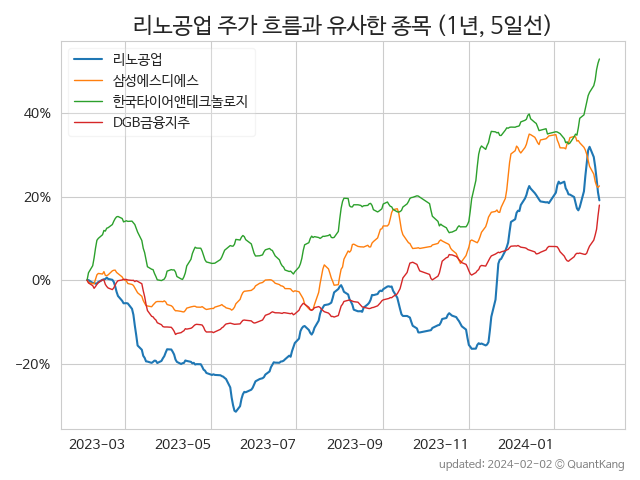 리노공업 주가 흐름과 유사한 종목 (1년, 5일선)
리노공업
삼성에스디에스
한국타이어앤테크놀로지
DGB금융지주
40%
20%
0%
−20%
2023-03 2023-05 2023-07 2023-09 2023-11 2024-01
updated: 2024-02-02 © QuantKang